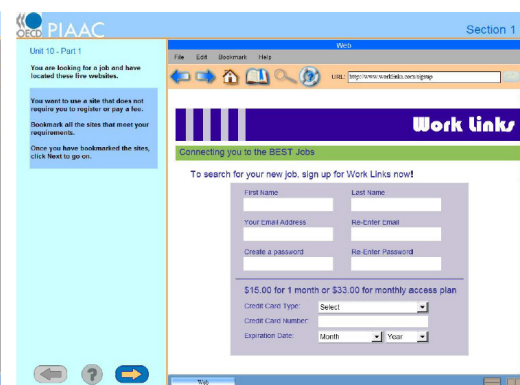 OECD PIAAC
Section 1
Unit 10 - Part 1
You are looking for a job and have
located these five websites.
You want to use a site that does not
require you to register or pay a fee.
Bookmark all the sites that meet your
requirements.
Once you have bookmarked the sites,
click Next to go on.
Web
File Edit Bookmark Help
URL: http://www.worklinks.com/signup
Work Links
Connecting you to the BEST Jobs
To search for your new job, sign up for Work Links now!
First Name Last Name
Your Email Address Re-Enter Email
Create a password Re-Enter Password
$15.00 for 1 month or $33.00 for monthly access plan
Credit Card Type: Select
Credit Card Number:
Expiration Date: Month Year
Web